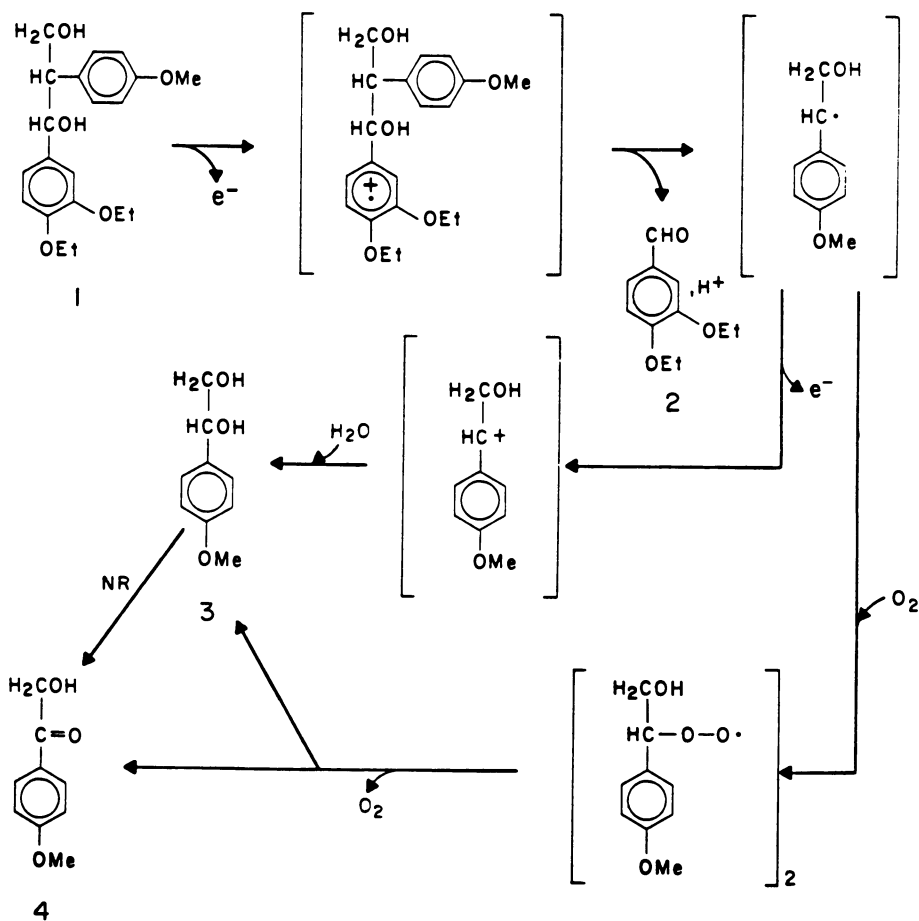 H₂COH
HC
OMe
HCOH
OEt
OEt
1
e⁻
H₂COH
HC
OMe
HCOH
+
·
OEt
OEt
CHO
, H⁺
OEt
OEt
2
H₂COH
HC·
OMe
e⁻
O₂
H₂COH
HC +
OMe
H₂O
H₂COH
HCOH
OMe
3
NR
H₂COH
C=O
OMe
4
O₂
H₂COH
HC—O—O·
OMe
2